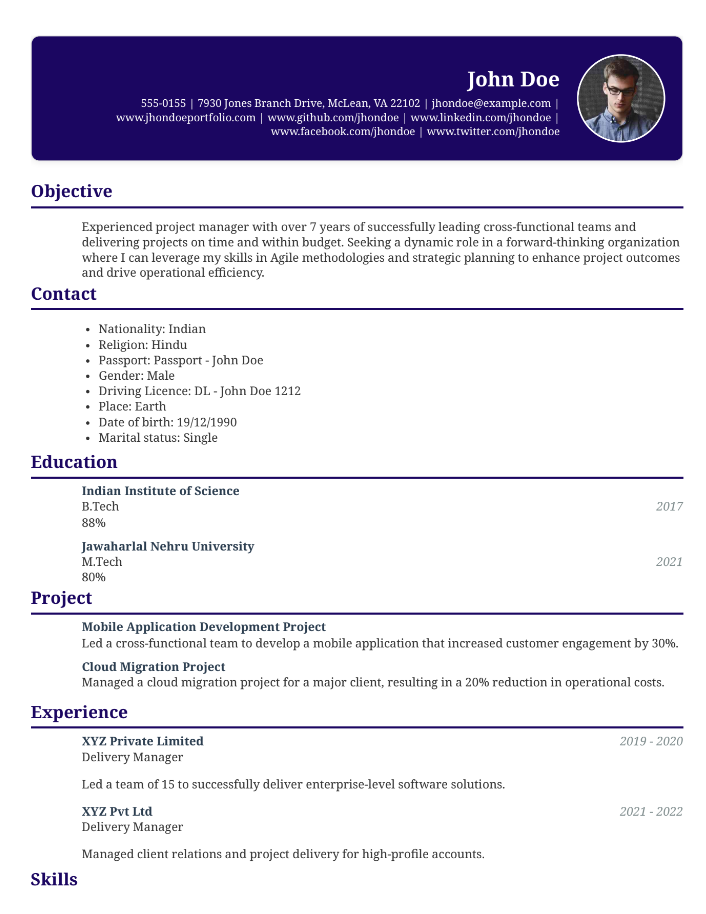 John Doe
555-0155 | 7930 Jones Branch Drive, McLean, VA 22102 | jhondoe@example.com |
www.jhondoeportfolio.com | www.github.com/jhondoe | www.linkedin.com/jhondoe |
www.facebook.com/jhondoe | www.twitter.com/jhondoe
Objective
Experienced project manager with over 7 years of successfully leading cross-functional teams and
delivering projects on time and within budget. Seeking a dynamic role in a forward-thinking organization
where I can leverage my skills in Agile methodologies and strategic planning to enhance project outcomes
and drive operational efficiency.
Contact
• Nationality: Indian
• Religion: Hindu
• Passport: Passport - John Doe
• Gender: Male
• Driving Licence: DL - John Doe 1212
• Place: Earth
• Date of birth: 19/12/1990
• Marital status: Single
Education
Indian Institute of Science
B.Tech 2017
88%
Jawaharlal Nehru University
M.Tech 2021
80%
Project
Mobile Application Development Project
Led a cross-functional team to develop a mobile application that increased customer engagement by 30%.
Cloud Migration Project
Managed a cloud migration project for a major client, resulting in a 20% reduction in operational costs.
Experience
XYZ Private Limited 2019 - 2020
Delivery Manager
Led a team of 15 to successfully deliver enterprise-level software solutions.
XYZ Pvt Ltd 2021 - 2022
Delivery Manager
Managed client relations and project delivery for high-profile accounts.
Skills